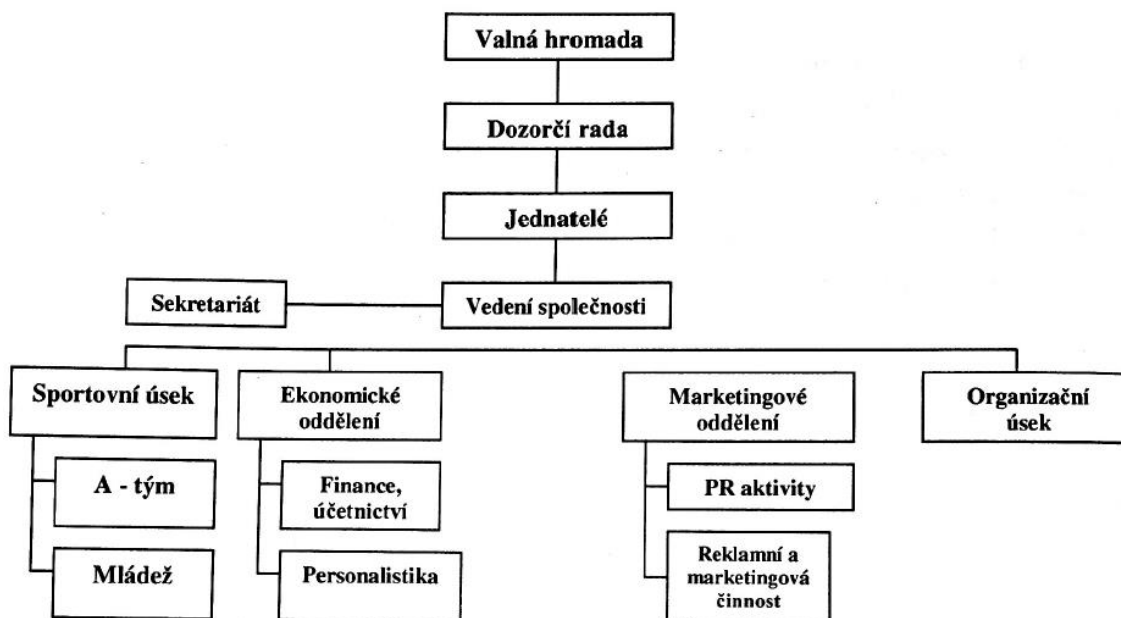 Valná hromada
Dozorčí rada
Jednatelé
Sekretariát
Vedení společnosti
Sportovní úsek
Ekonomické
oddělení
Marketingové
oddělení
Organizační
úsek
A - tým
Finance,
účetnictví
PR aktivity
Mládež
Personalistika
Reklamní a
marketingová
činnost